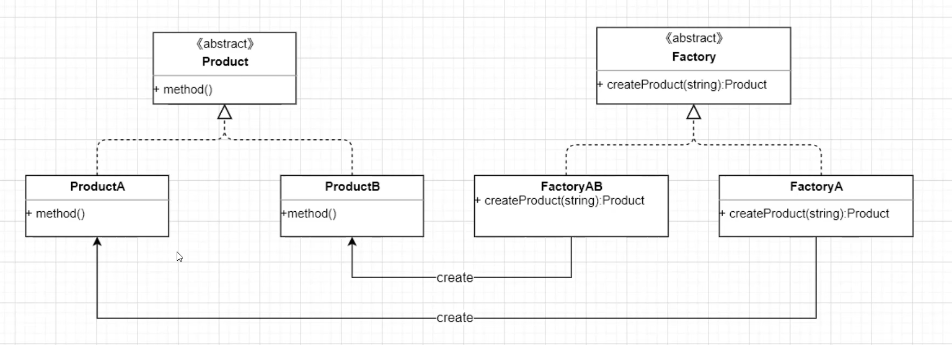 《abstract》
Product
+ method()
《abstract》
Factory
+ createProduct(string):Product
ProductA
+ method()
ProductB
+method()
FactoryAB
+ createProduct(string):Product
FactoryA
+ createProduct(string):Product
create
create